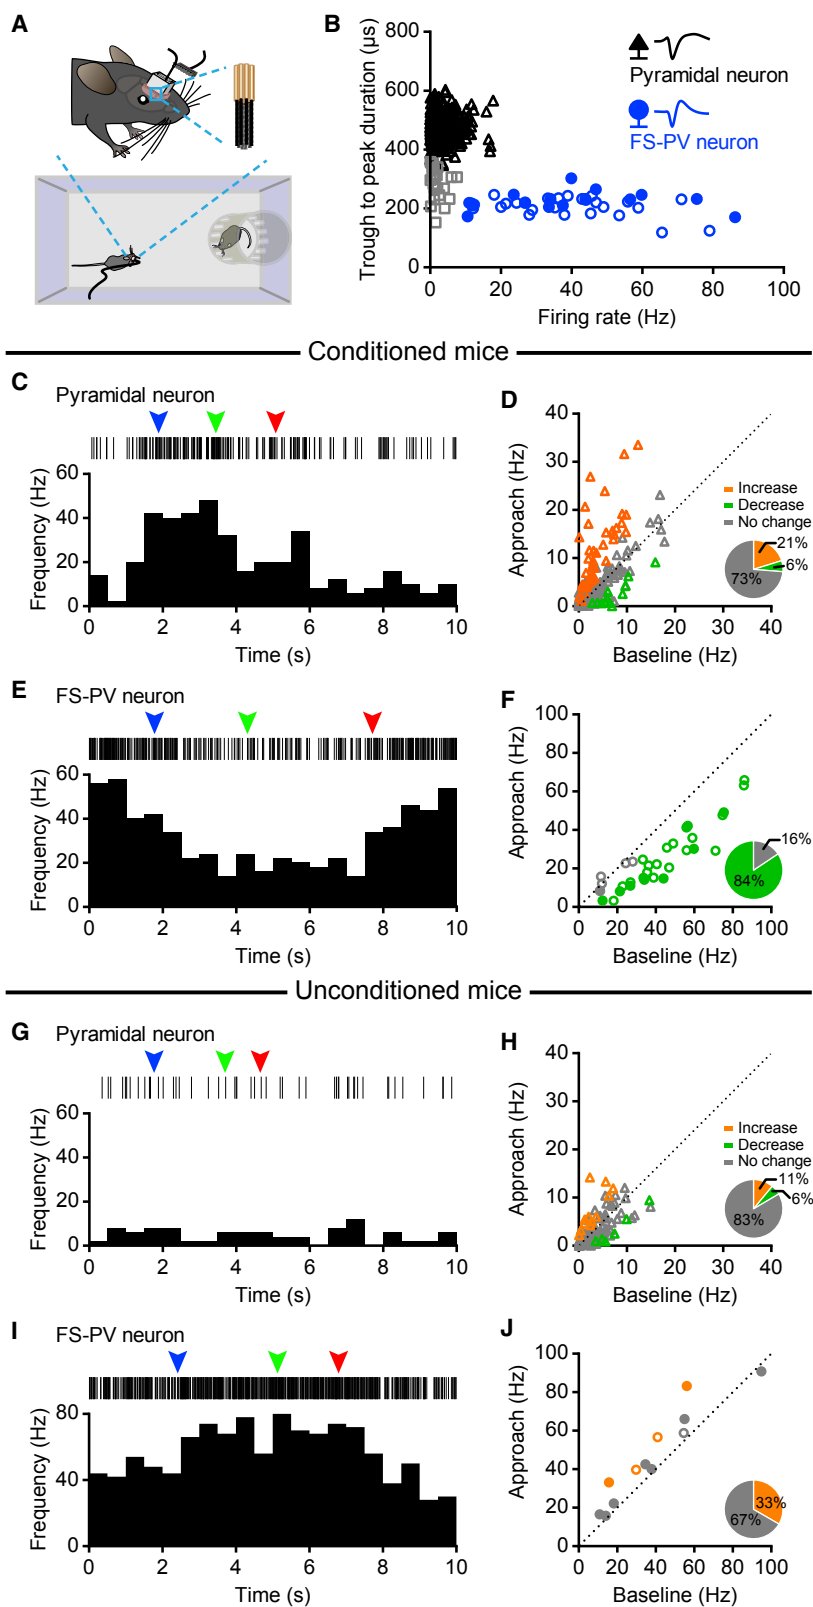 A
B
800
600
400
200
0
Trough to peak duration (µs)
0 20 40 60 80 100
Firing rate (Hz)
Pyramidal neuron
FS-PV neuron
Conditioned mice
C
Pyramidal neuron
60
40
20
0
Frequency (Hz)
0 2 4 6 8 10
Time (s)
D
40
30
20
10
0
Approach (Hz)
0 10 20 30 40
Baseline (Hz)
Increase
Decrease
No change
21%
6%
73%
E
FS-PV neuron
60
40
20
0
Frequency (Hz)
0 2 4 6 8 10
Time (s)
F
100
80
60
40
20
0
Approach (Hz)
0 20 40 60 80 100
Baseline (Hz)
16%
84%
Unconditioned mice
G
Pyramidal neuron
60
40
20
0
Frequency (Hz)
0 2 4 6 8 10
Time (s)
H
40
30
20
10
0
Approach (Hz)
0 10 20 30 40
Baseline (Hz)
Increase
Decrease
No change
11%
6%
83%
I
FS-PV neuron
80
40
0
Frequency (Hz)
0 2 4 6 8 10
Time (s)
J
100
80
60
40
20
0
Approach (Hz)
0 20 40 60 80 100
Baseline (Hz)
33%
67%